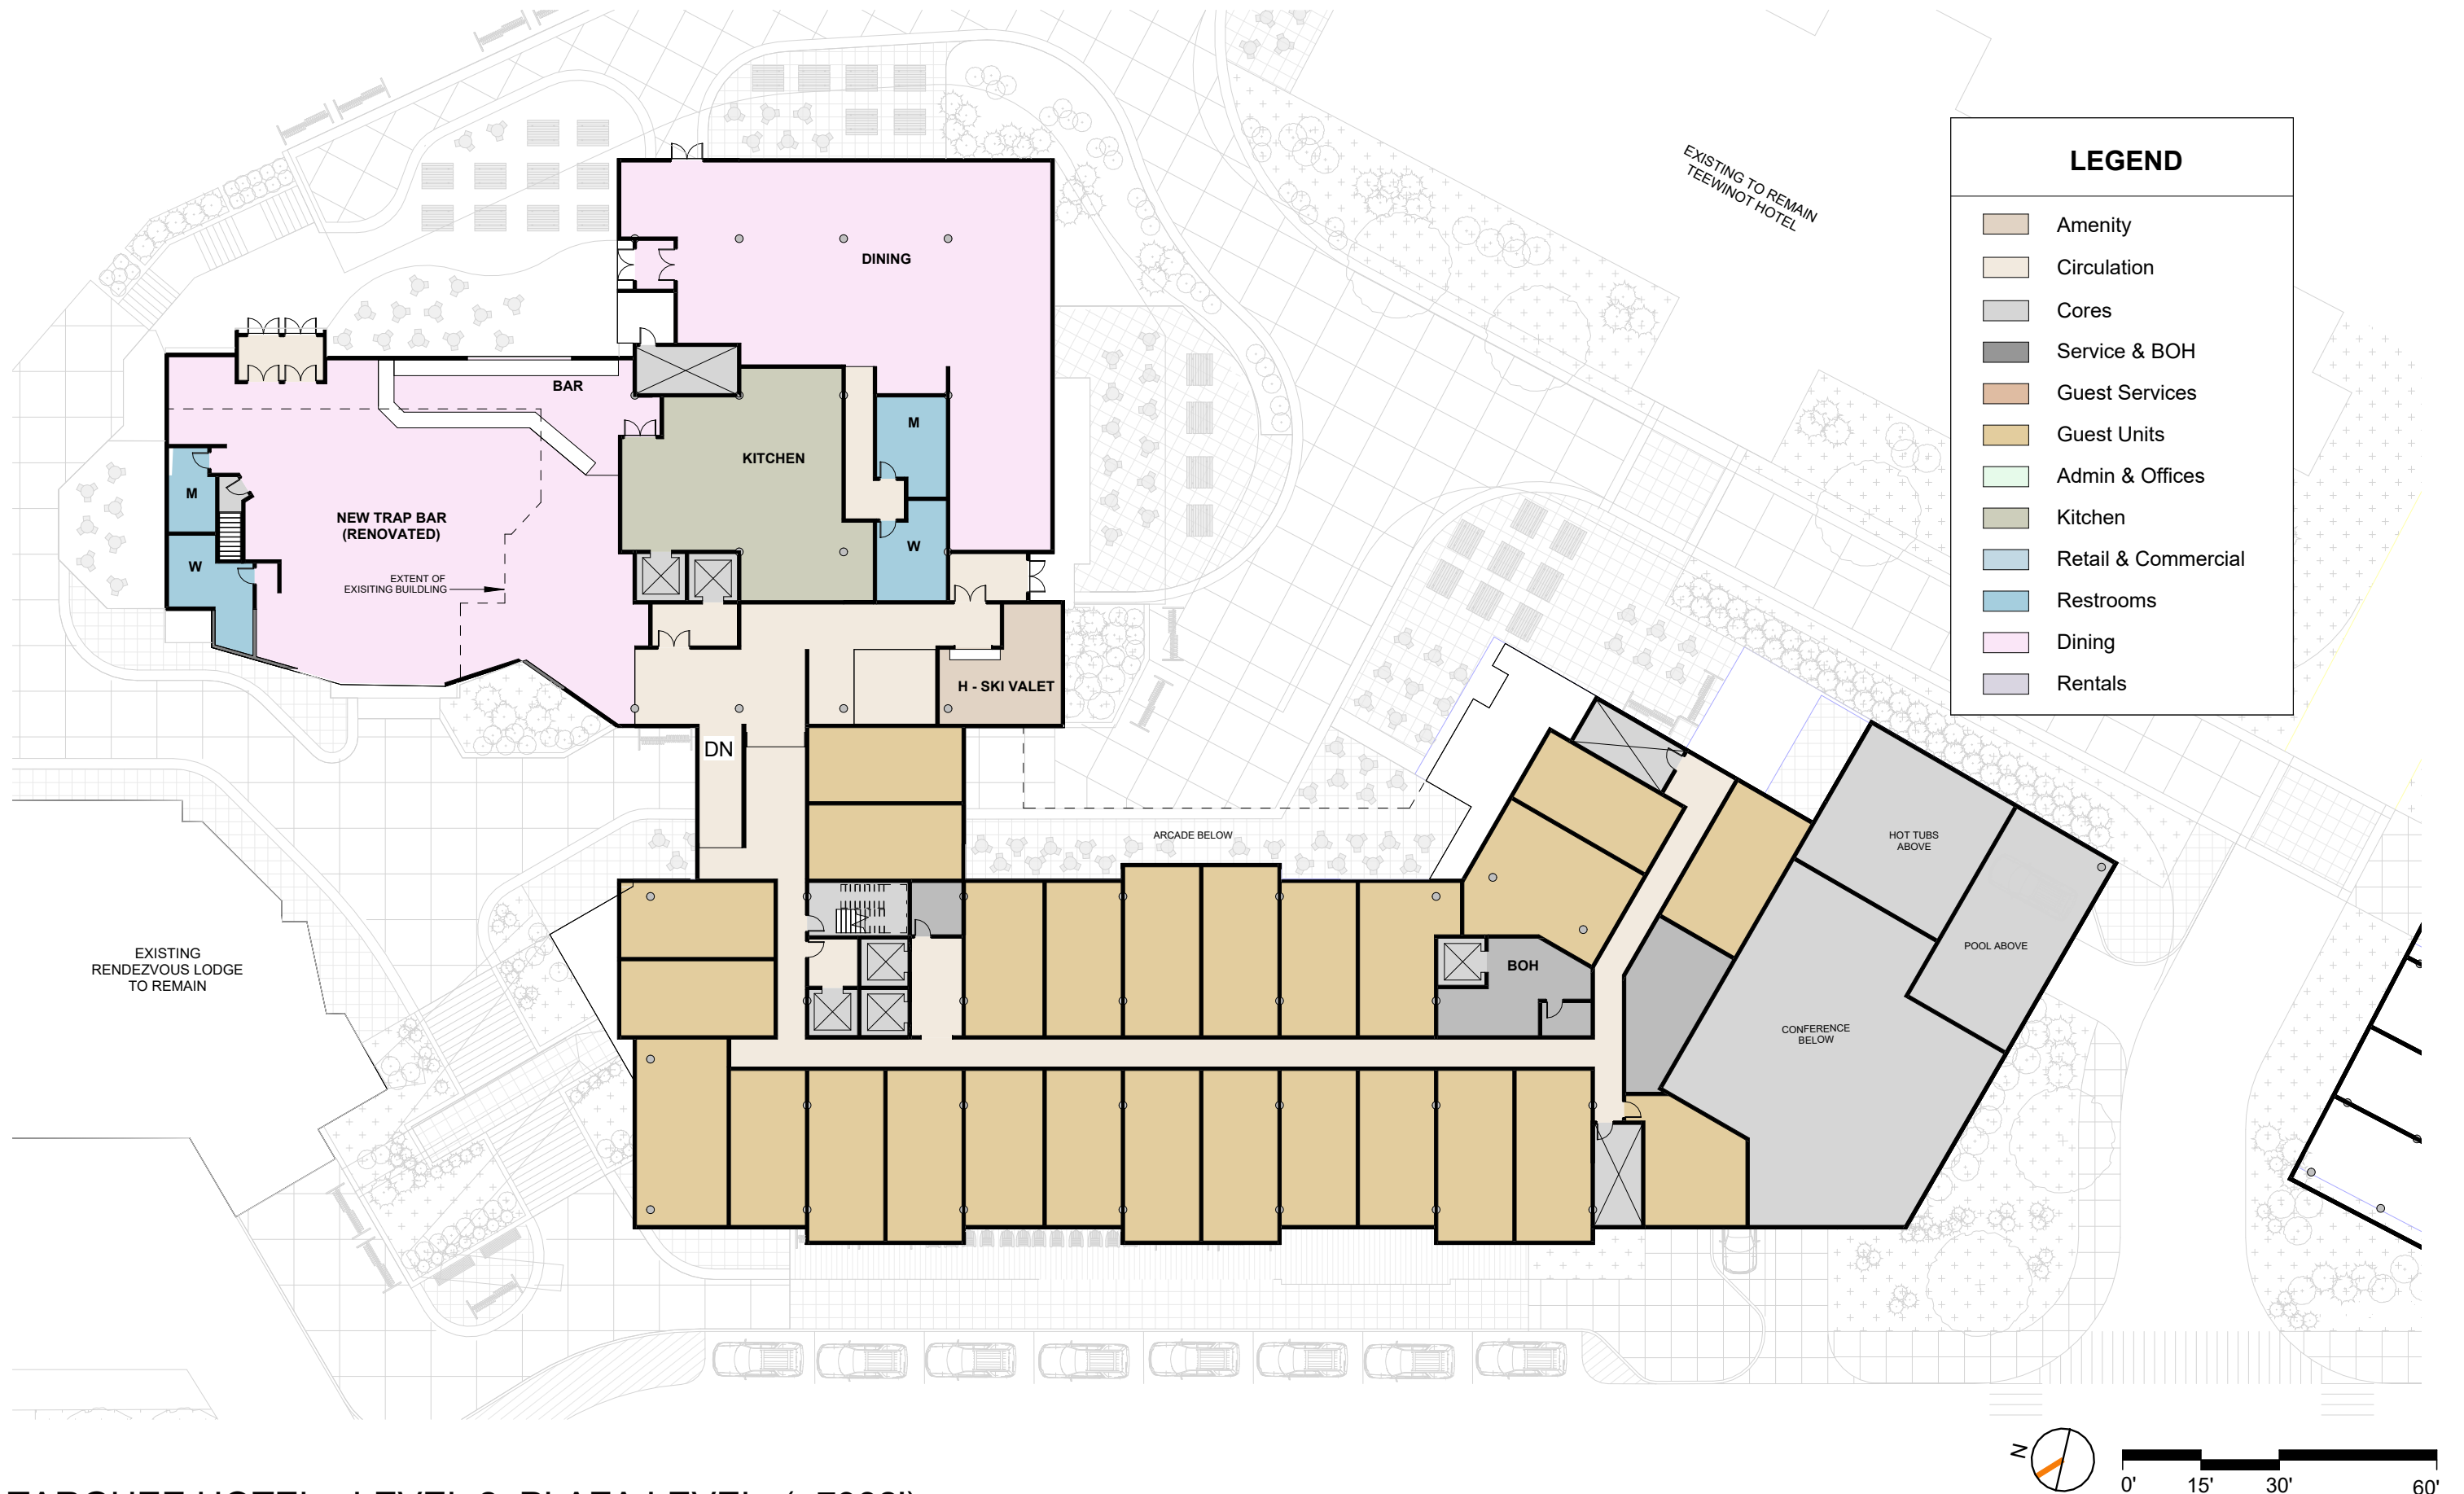 EXISTING TO REMAIN
TEEWINOT HOTEL
LEGEND
Amenity
Circulation
Cores
Service & BOH
Guest Services
Guest Units
Admin & Offices
Kitchen
Retail & Commercial
Restrooms
Dining
Rentals
DINING
BAR
KITCHEN
M
W
M
W
NEW TRAP BAR
(RENOVATED)
EXTENT OF
EXISITING BUILDLING
H - SKI VALET
DN
ARCADE BELOW
HOT TUBS
ABOVE
POOL ABOVE
CONFERENCE
BELOW
BOH
EXISTING
RENDEZVOUS LODGE
TO REMAIN
N
0' 15' 30' 60'